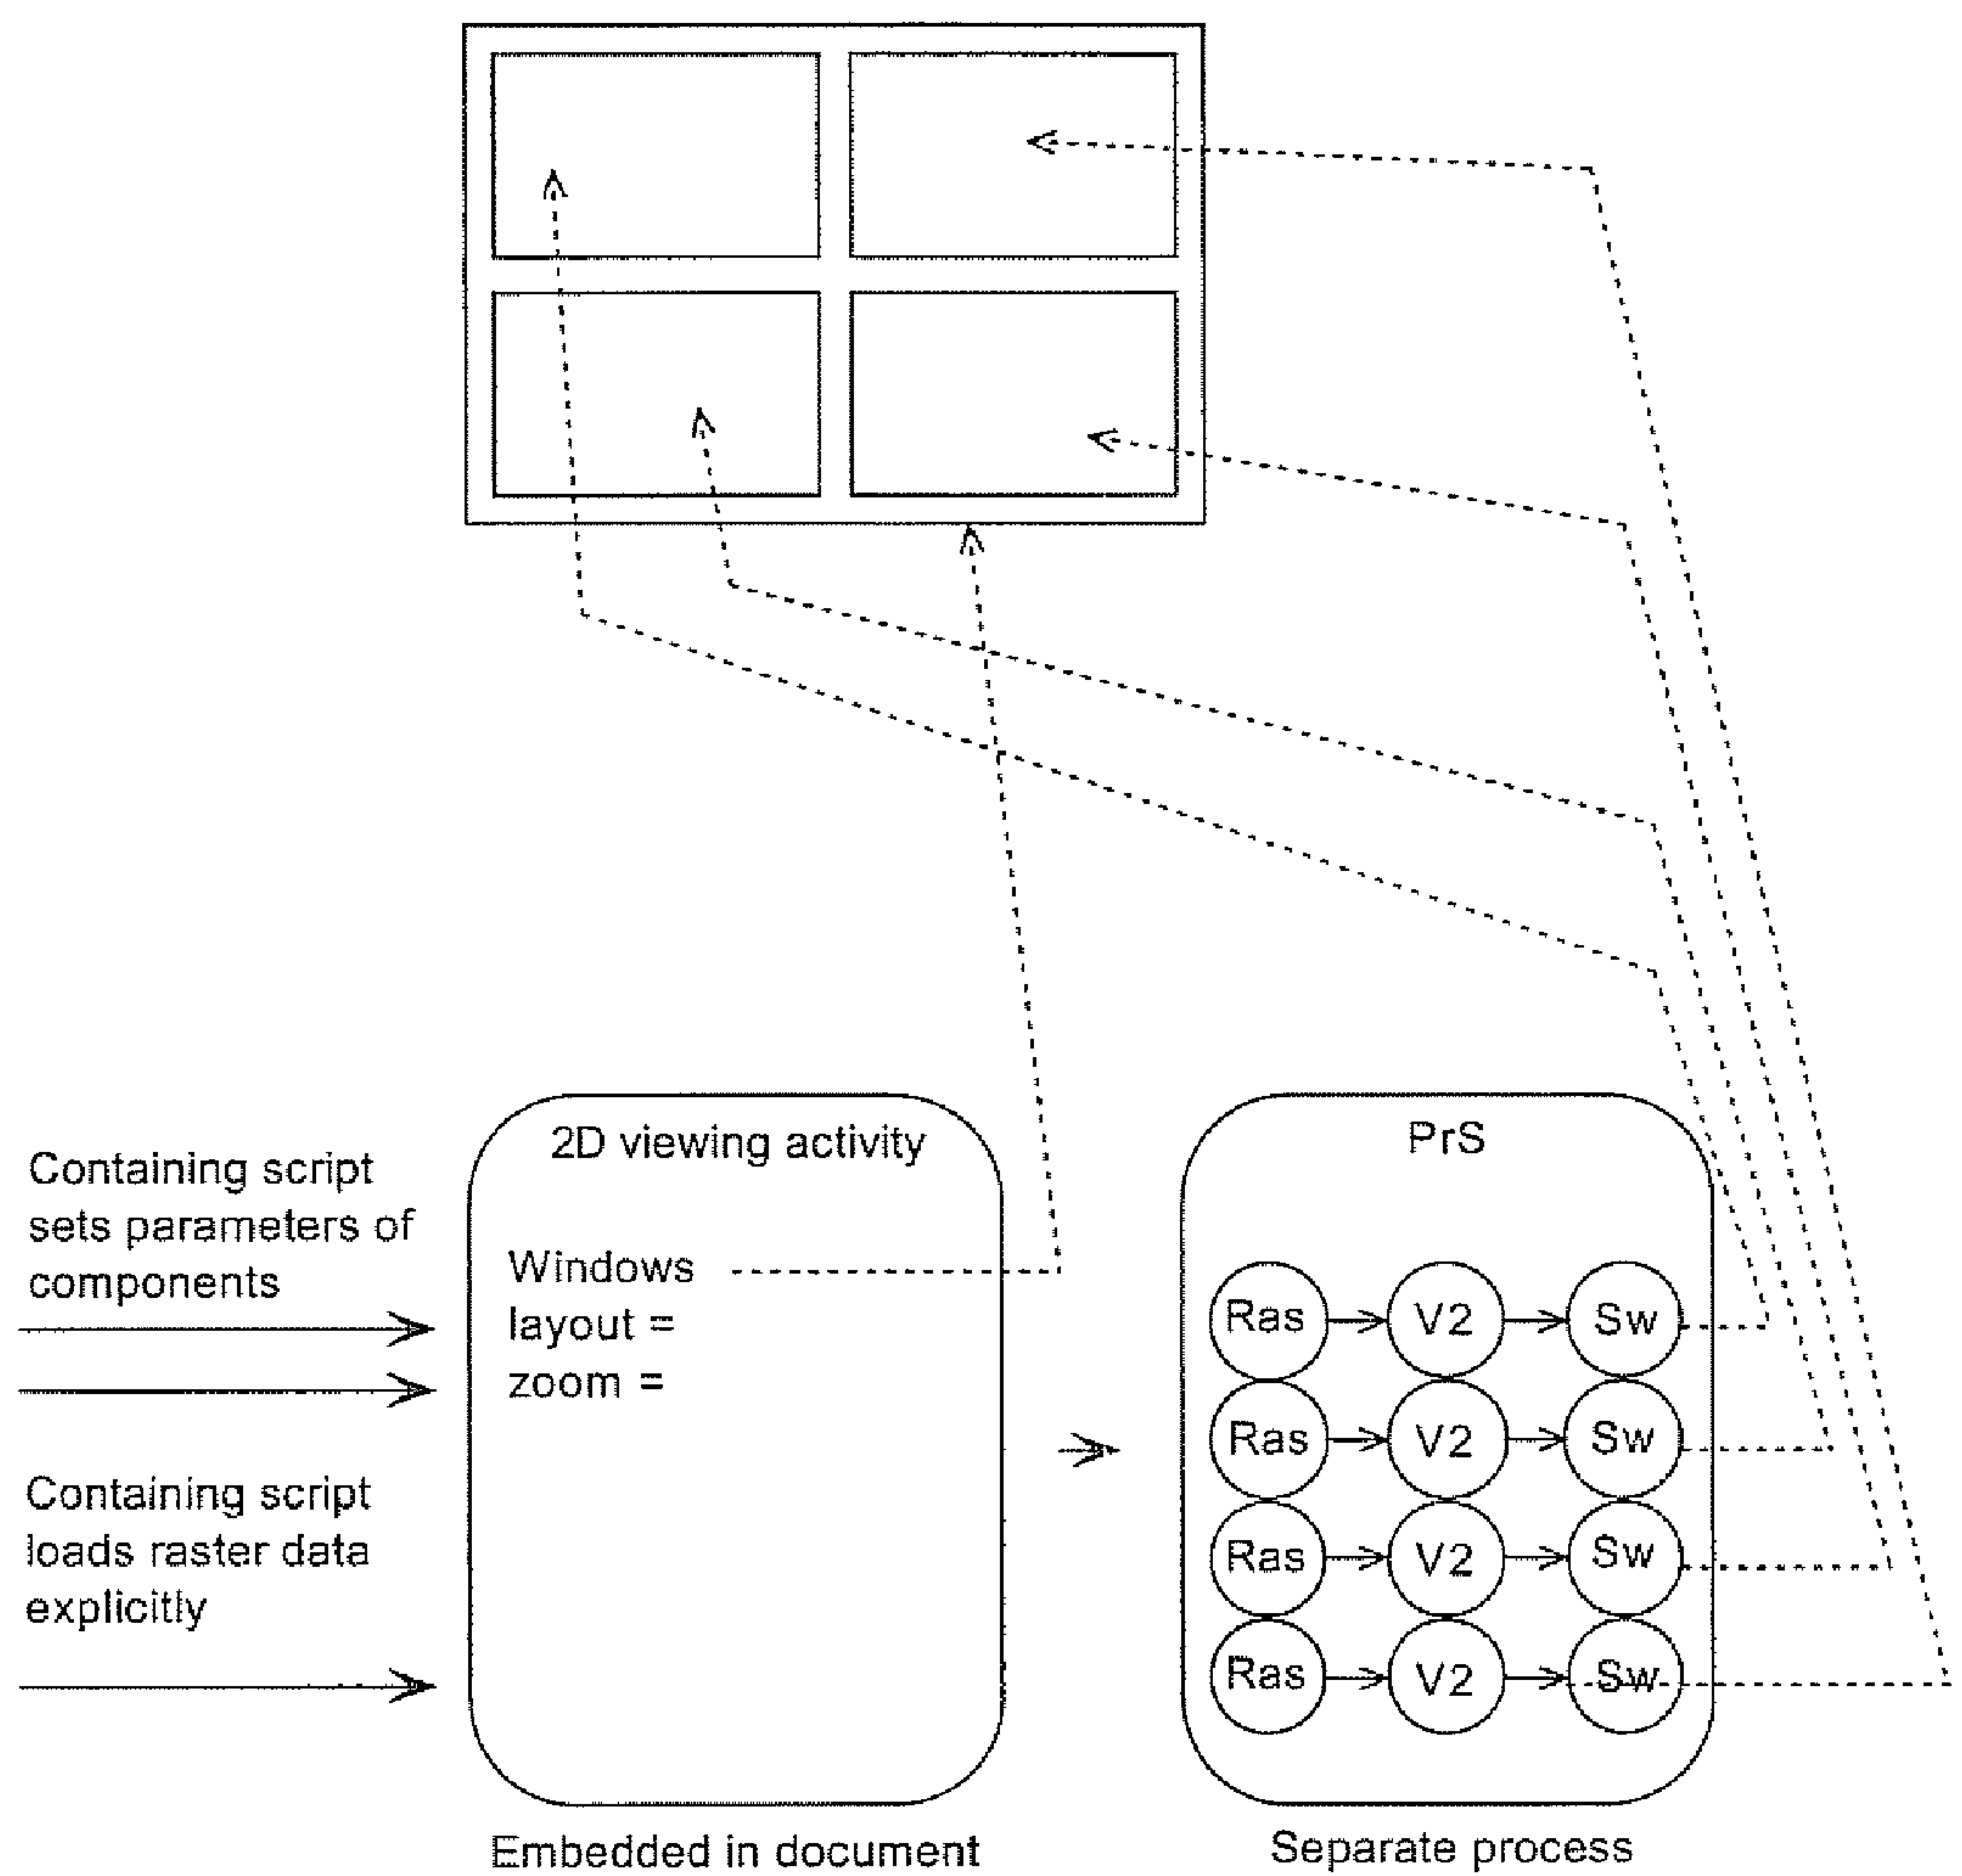 2D viewing activity
PrS
Containing script
sets parameters of
components
Windows
layout =
zoom =
Ras V2 Sw
Ras V2 Sw
Ras V2 Sw
Ras V2 Sw
Containing script
loads raster data
explicitly
Embedded in document
Separate process